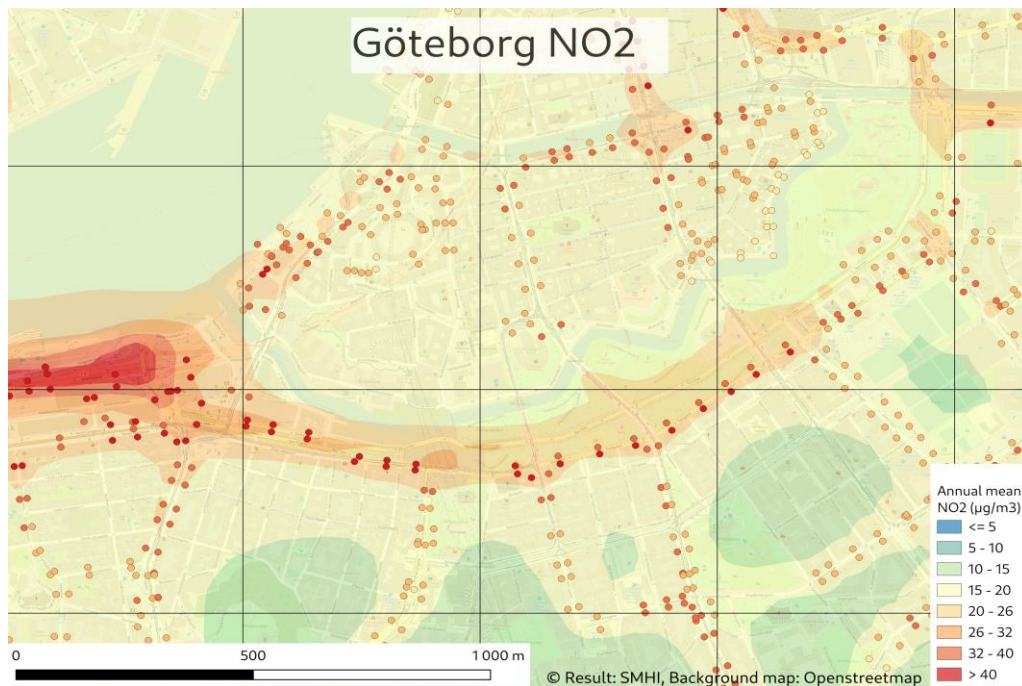 Göteborg NO2
Annual mean
NO2 (µg/m3)
<= 5
5 - 10
10 - 15
15 - 20
20 - 26
26 - 32
32 - 40
> 40
0
500
1 000 m
© Result: SMHI, Background map: Openstreetmap